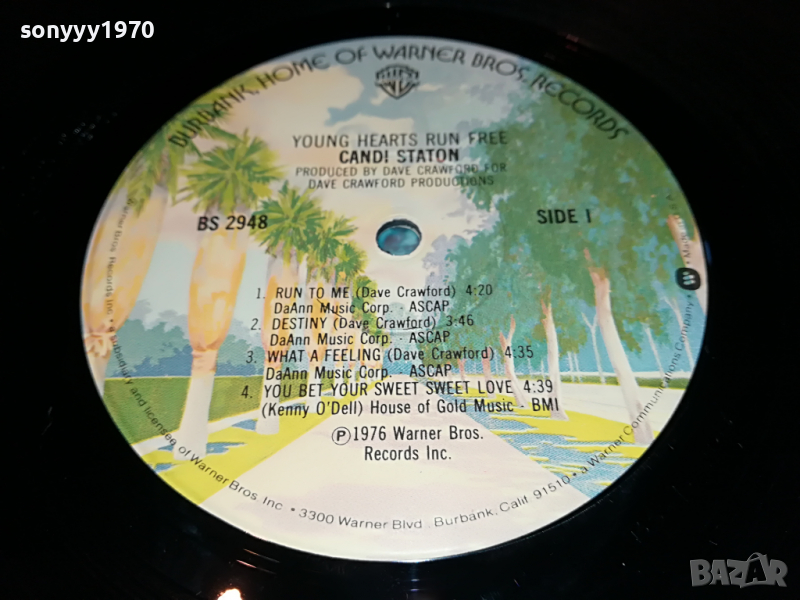 sonyyy1970
BURBANK, HOME OF WARNER BROS. RECORDS
YOUNG HEARTS RUN FREE
CANDI STATON
PRODUCED BY DAVE CRAWFORD FOR
DAVE CRAWFORD PRODUCTIONS
BS 2948
SIDE 1
1. RUN TO ME (Dave Crawford) 4:20
DaAnn Music Corp. - ASCAP
2. DESTINY (Dave Crawford) 3:46
DaAnn Music Corp. - ASCAP
3. WHAT A FEELING (Dave Crawford) 4:35
DaAnn Music Corp. - ASCAP
4. YOU BET YOUR SWEET SWEET LOVE 4:39
(Kenny O'Dell) House of Gold Music - BMI
℗1976 Warner Bros.
Records Inc.
Warner Bros. Records Inc. • a subsidiary and licensee of Warner Bros. Inc. • 3300 Warner Blvd., Burbank, Calif. 91510 • a Warner Communications Company •
BAZAR